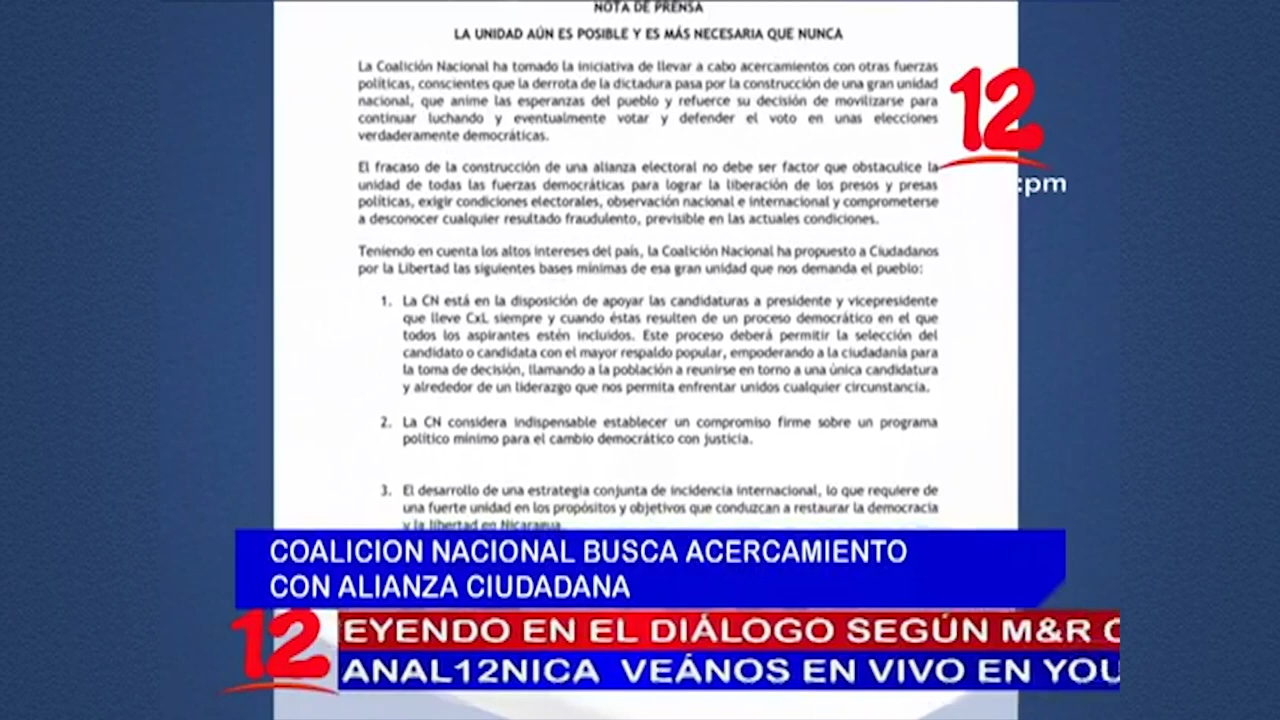 NOTA DE PRENSA
LA UNIDAD AÚN ES POSIBLE Y ES MÁS NECESARIA QUE NUNCA
La Coalición Nacional ha tomado la iniciativa de llevar a cabo acercamientos con otras fuerzas
políticas, conscientes que la derrota de la dictadura pasa por la construcción de una gran unidad
nacional, que anime las esperanzas del pueblo y refuerce su decisión de movilizarse para
continuar luchando y eventualmente votar y defender el voto en unas elecciones
verdaderamente democráticas.
El fracaso de la construcción de una alianza electoral no debe ser factor que obstaculice la
unidad de todas las fuerzas democráticas para lograr la liberación de los presos y presas
políticas, exigir condiciones electorales, observación nacional e internacional y comprometerse
a desconocer cualquier resultado fraudulento, previsible en las actuales condiciones.
Teniendo en cuenta los altos intereses del país, la Coalición Nacional ha propuesto a Ciudadanos
por la Libertad las siguientes bases mínimas de esa gran unidad que nos demanda el pueblo:
1. La CN está en la disposición de apoyar las candidaturas a presidente y vicepresidente
que lleve CxL siempre y cuando éstas resulten de un proceso democrático en el que
todos los aspirantes estén incluidos. Este proceso deberá permitir la selección del
candidato o candidata con el mayor respaldo popular, empoderando a la ciudadanía para
la toma de decisión, llamando a la población a reunirse en torno a una única candidatura
y alrededor de un liderazgo que nos permita enfrentar unidos cualquier circunstancia.
2. La CN considera indispensable establecer un compromiso firme sobre un programa
político mínimo para el cambio democrático con justicia.
3. El desarrollo de una estrategia conjunta de incidencia internacional, lo que requiere de
una fuerte unidad en los propósitos y objetivos que conduzcan a restaurar la democracia
y la libertad en Nicaragua.
12
:pm
COALICION NACIONAL BUSCA ACERCAMIENTO
CON ALIANZA CIUDADANA
12
EYENDO EN EL DIÁLOGO SEGÚN M&R C
ANAL12NICA VEÁNOS EN VIVO EN YOU